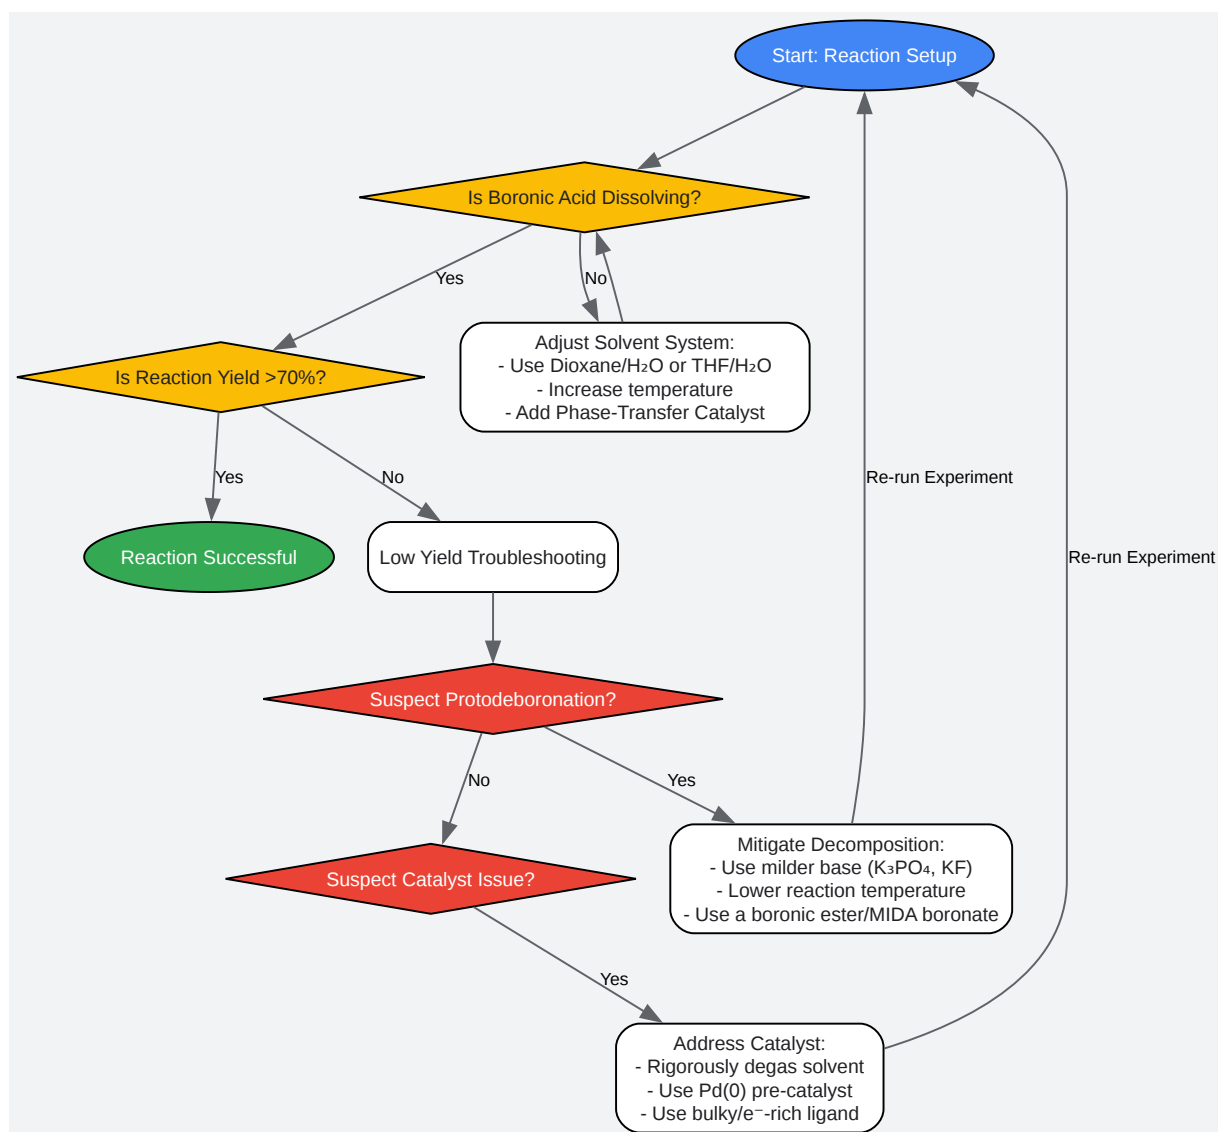 Start: Reaction Setup
Is Boronic Acid Dissolving?
Yes
No
Adjust Solvent System:
- Use Dioxane/H₂O or THF/H₂O
- Increase temperature
- Add Phase-Transfer Catalyst
Is Reaction Yield >70%?
Yes
No
Re-run Experiment
Reaction Successful
Low Yield Troubleshooting
Re-run Experiment
Suspect Protodeboronation?
No
Yes
Mitigate Decomposition:
- Use milder base (K₃PO₄, KF)
- Lower reaction temperature
- Use a boronic ester/MIDA boronate
Suspect Catalyst Issue?
Yes
Address Catalyst:
- Rigorously degas solvent
- Use Pd(0) pre-catalyst
- Use bulky/e⁻-rich ligand